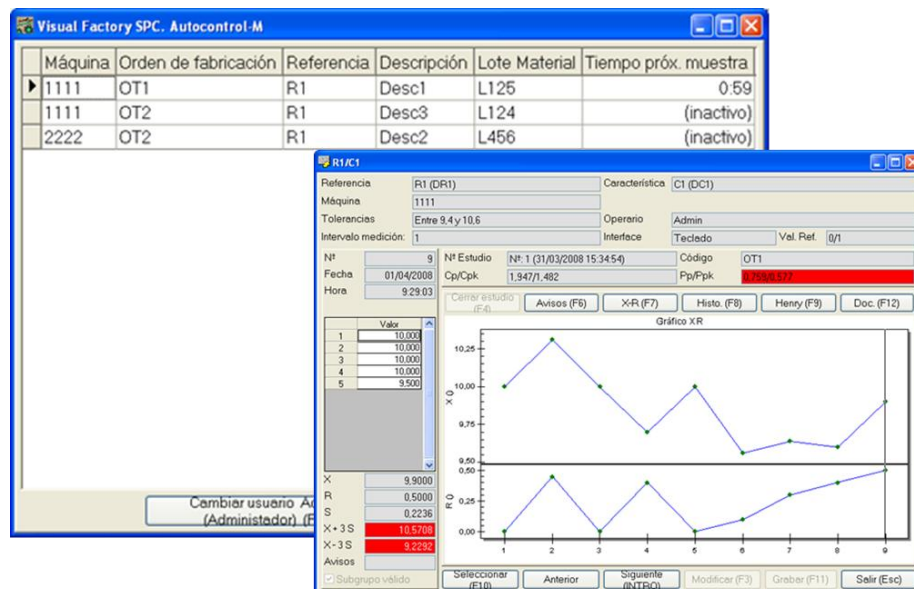 Visual Factory SPC. Autocontrol-M
Máquina Orden de fabricación Referencia Descripción Lote Material Tiempo próx. muestra
1111 OT1 R1 Desc1 L125 0:59
1111 OT2 R1 Desc3 L124 (inactivo)
2222 OT2 R1 Desc2 L456 (inactivo)
Cambiar usuario
(Administador)
R1/C1
Referencia R1 (DR1) Característica C1 (DC1)
Máquina 1111
Tolerancias Entre 9,4 y 10,6 Operario Admin
Intervalo medición: 1 Interface Teclado Val. Ref. 0/1
Nº 9 Nº Estudio Nº: 1 (31/03/2008 15:34:54) Código OT1
Fecha 01/04/2008 Cp/Cpk 1,947/1,482 Pp/Ppk 0,759/0,577
Hora 9:29:03
Cerrar estudio
(F4)
Avisos (F6) X-R (F7) Histo. (F8) Henry (F9) Doc. (F12)
Valor
1 10,000
2 10,000
3 10,000
4 10,000
5 9,500
Gráfico XR
10,25
10,00
X 0
9,75
9,50
0,50
R 0
0,25
0,00
1 2 3 4 5 6 7 8 9
X 9,9000
R 0,5000
S 0,2236
X + 3 S 10,5708
X - 3 S 9,2292
Avisos
Subgrupo válido
Seleccionar
(F10)
Anterior
Siguiente
(INTRO)
Modificar (F3) Grabar (F11) Salir (Esc)